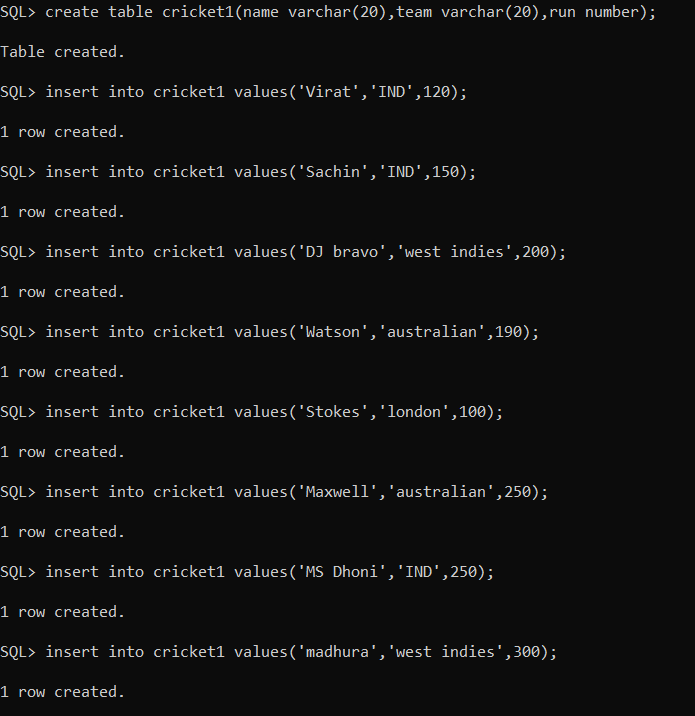 SQL> create table cricket1(name varchar(20),team varchar(20),run number);
Table created.
SQL> insert into cricket1 values('Virat','IND',120);
1 row created.
SQL> insert into cricket1 values('Sachin','IND',150);
1 row created.
SQL> insert into cricket1 values('DJ bravo','west indies',200);
1 row created.
SQL> insert into cricket1 values('Watson','australian',190);
1 row created.
SQL> insert into cricket1 values('Stokes','london',100);
1 row created.
SQL> insert into cricket1 values('Maxwell','australian',250);
1 row created.
SQL> insert into cricket1 values('MS Dhoni','IND',250);
1 row created.
SQL> insert into cricket1 values('madhura','west indies',300);
1 row created.